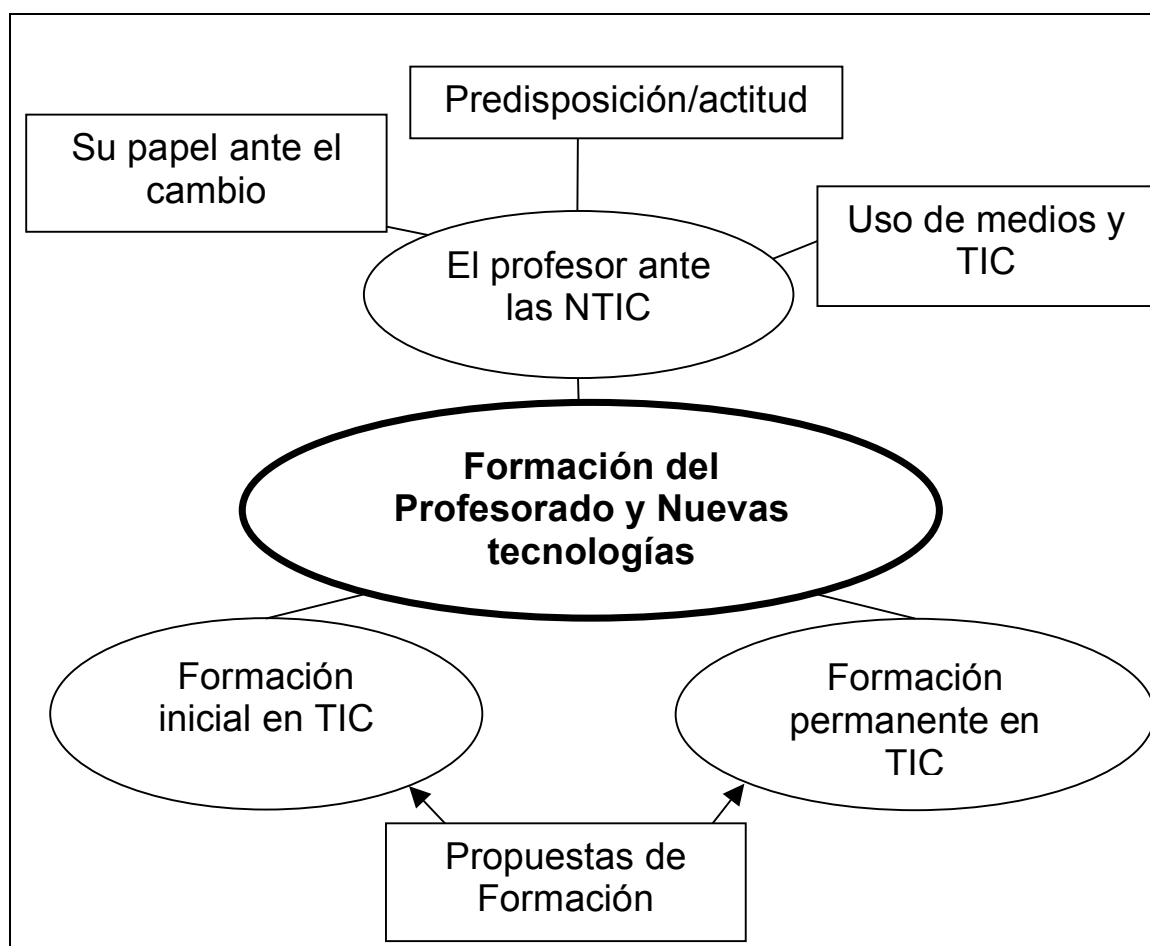 Predisposición/actitud
Su papel ante el
cambio
Uso de medios y
TIC
El profesor ante
las NTIC
Formación del
Profesorado y Nuevas
tecnologías
Formación
inicial en TIC
Formación
permanente en
TIC
Propuestas de
Formación